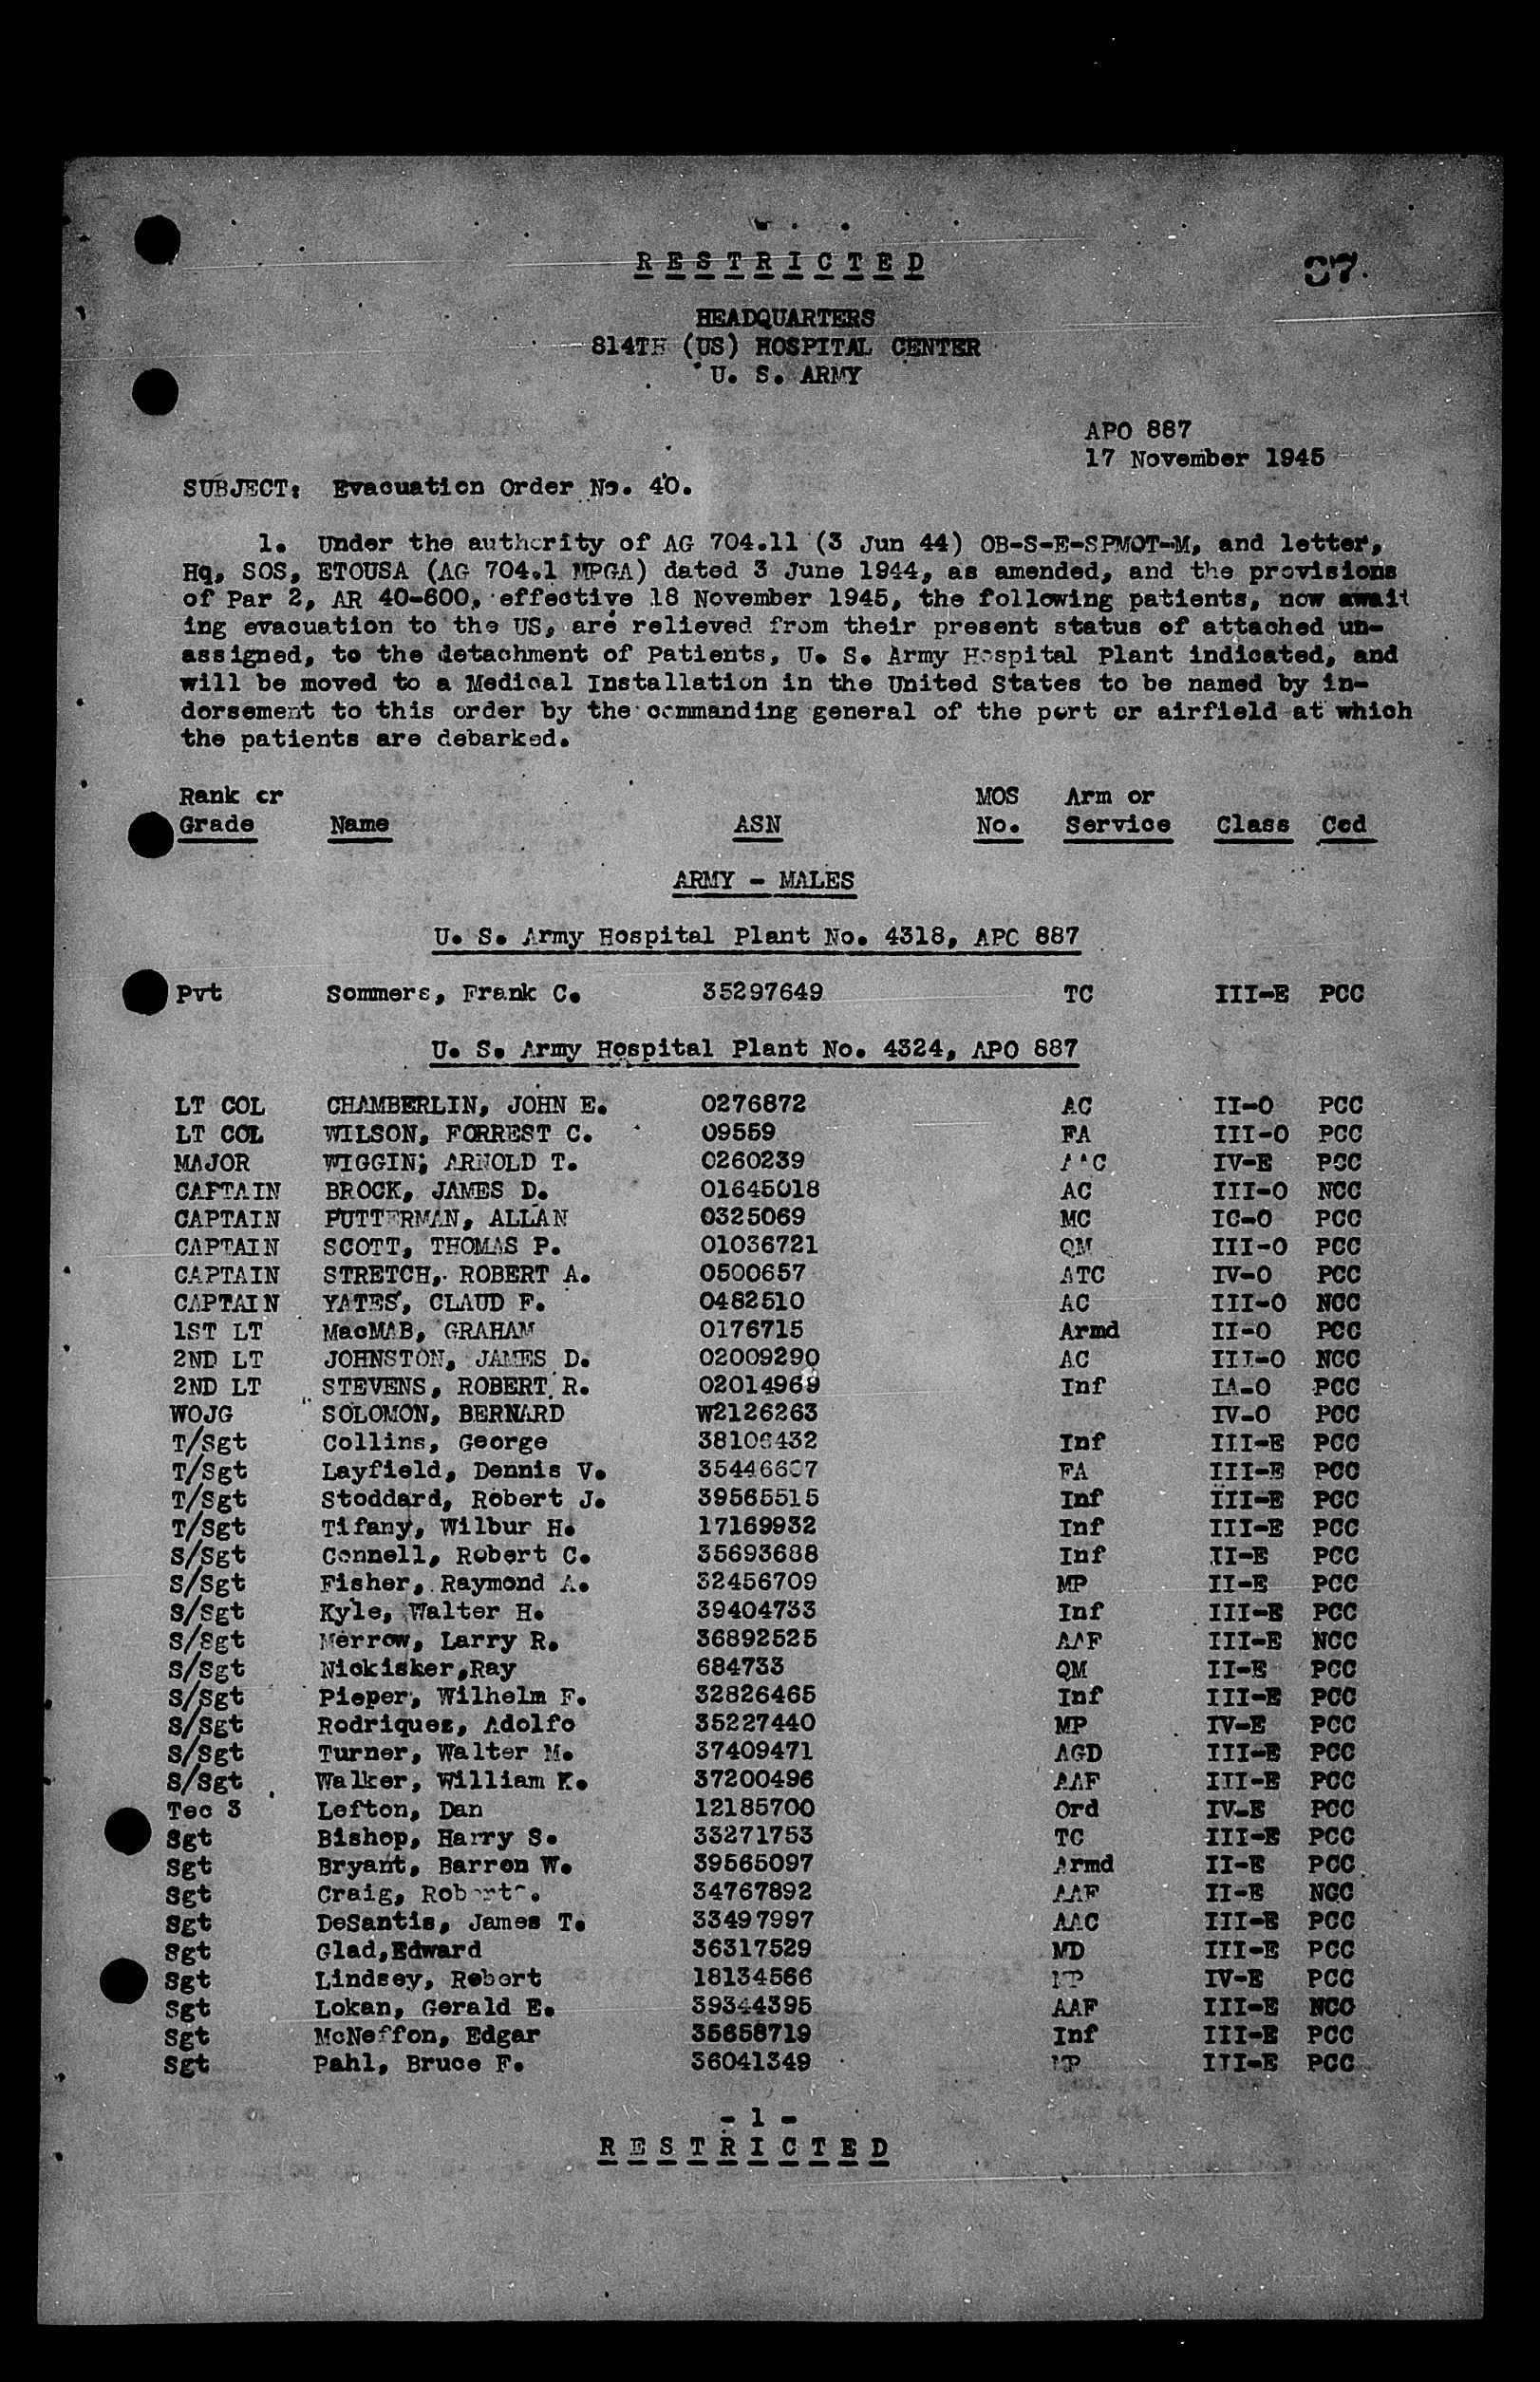 RESTRICTED
87.
HEADQUARTERS
814TH (US) HOSPITAL CENTER
U. S. ARMY
APO 887
17 November 1945
SUBJECT: Evacuation Order No. 40.
1. Under the authority of AG 704.11 (3 Jun 44) OB-S-E-SPMOT-M, and letter,
Hq, SOS, ETOUSA (AG 704.1 MPGA) dated 3 June 1944, as amended, and the provisions
of Par 2, AR 40-600, effective 18 November 1945, the following patients, now await
ing evacuation to the US, are relieved from their present status of attached un-
assigned, to the detachment of Patients, U. S. Army Hospital Plant indicated, and
will be moved to a Medical Installation in the United States to be named by in-
dorsement to this order by the commanding general of the port or airfield at which
the patients are debarked.
Rank or MOS Arm or
Grade Name ASN No. Service Class Ccd
ARMY - MALES
U. S. Army Hospital Plant No. 4318, APO 887
Pvt Sommers, Frank C. 35297649 TC III-E PCC
U. S. Army Hospital Plant No. 4324, APO 887
LT COL CHAMBERLIN, JOHN E. 0276872 AC II-O PCC
LT COL WILSON, FORREST C. 09559 FA III-O PCC
MAJOR WIGGIN, ARNOLD T. 0260239 IV-E PCC
CAPTAIN BROCK, JAMES D. 01645018 AC III-O NCC
CAPTAIN PUTTERMAN, ALLAN 0325069 MC IC-O PCC
CAPTAIN SCOTT, THOMAS P. 01036721 QM III-O PCC
CAPTAIN STRETCH, ROBERT A. 0500657 ATC IV-O PCC
CAPTAIN YATES, CLAUD F. 0482510 AC III-O NCC
1ST LT MacMAB, GRAHAM 0176715 Armd II-O PCC
2ND LT JOHNSTON, JAMES D. 02009290 AC III-O NCC
2ND LT STEVENS, ROBERT R. 02014969 Inf IA-O PCC
WOJG SOLOMON, BERNARD W2126263 IV-O PCC
T/Sgt Collins, George 38106432 Inf III-E PCC
T/Sgt Layfield, Dennis V. FA III-E PCC
T/Sgt Stoddard, Robert J. 39565515 Inf III-E PCC
T/Sgt Tifany, Wilbur H. 17169932 Inf III-E PCC
S/Sgt Connell, Robert C. 35693688 Inf II-E PCC
S/Sgt Fisher, Raymond A. 32456709 MP II-E PCC
S/Sgt Kyle, Walter H. 39404733 Inf III-E PCC
S/Sgt Merrow, Larry R. 36892525 AAF III-E NCC
S/Sgt Nickisker,Ray 684733 QM II-E PCC
S/Sgt Pieper, Wilhelm F. 32826465 Inf III-E PCC
S/Sgt Rodriquez, Adolfo 35227440 MP IV-E PCC
S/Sgt Turner, Walter M. 37409471 AGD III-E PCC
S/Sgt Walker, William K. 37200496 AAF III-E PCC
Tec 3 Lefton, Dan 12185700 Ord IV-E PCC
Sgt Bishop, Harry S. 33271753 TC III-E PCC
Sgt Bryant, Barron W. 39565097 Armd II-E PCC
Sgt Craig, 34767892 AAF II-E NCC
Sgt DeSantis, James T. 33497997 AAC III-E PCC
Sgt Glad,Edward 36317529 MD III-E PCC
Sgt Lindsey, Robert 18134566 MP IV-E PCC
Sgt Lokan, Gerald E. 39344395 AAF III-E NCC
Sgt McNeffon, Edgar 35658719 Inf III-E PCC
Sgt Pahl, Bruce F. 36041349 MP III-E PCC
- 1 -
RESTRICTED